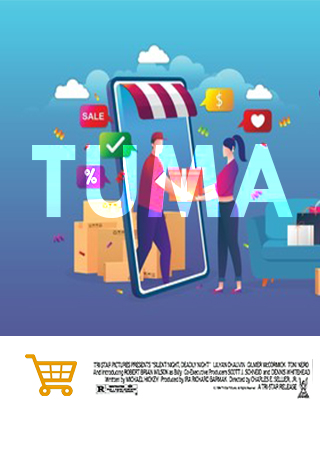 SALE
$
TUMA
%
TRI STAR PICTURES PRESENTS "SILENT NIGHT, DEADLY NIGHT" LILYAN CHAUVIN GILMER McCORMICK TONI NERO
And Introducing ROBERT BRIAN WILSON as Billy Co-Executive Producers SCOTT J. SCHNEID and DENNIS WHITEHEAD
Written by MICHAEL HICKEY Produced by IRA RICHARD BARMAK Directed by CHARLES E. SELLIER, JR.
R
A TRI-STAR RELEASE